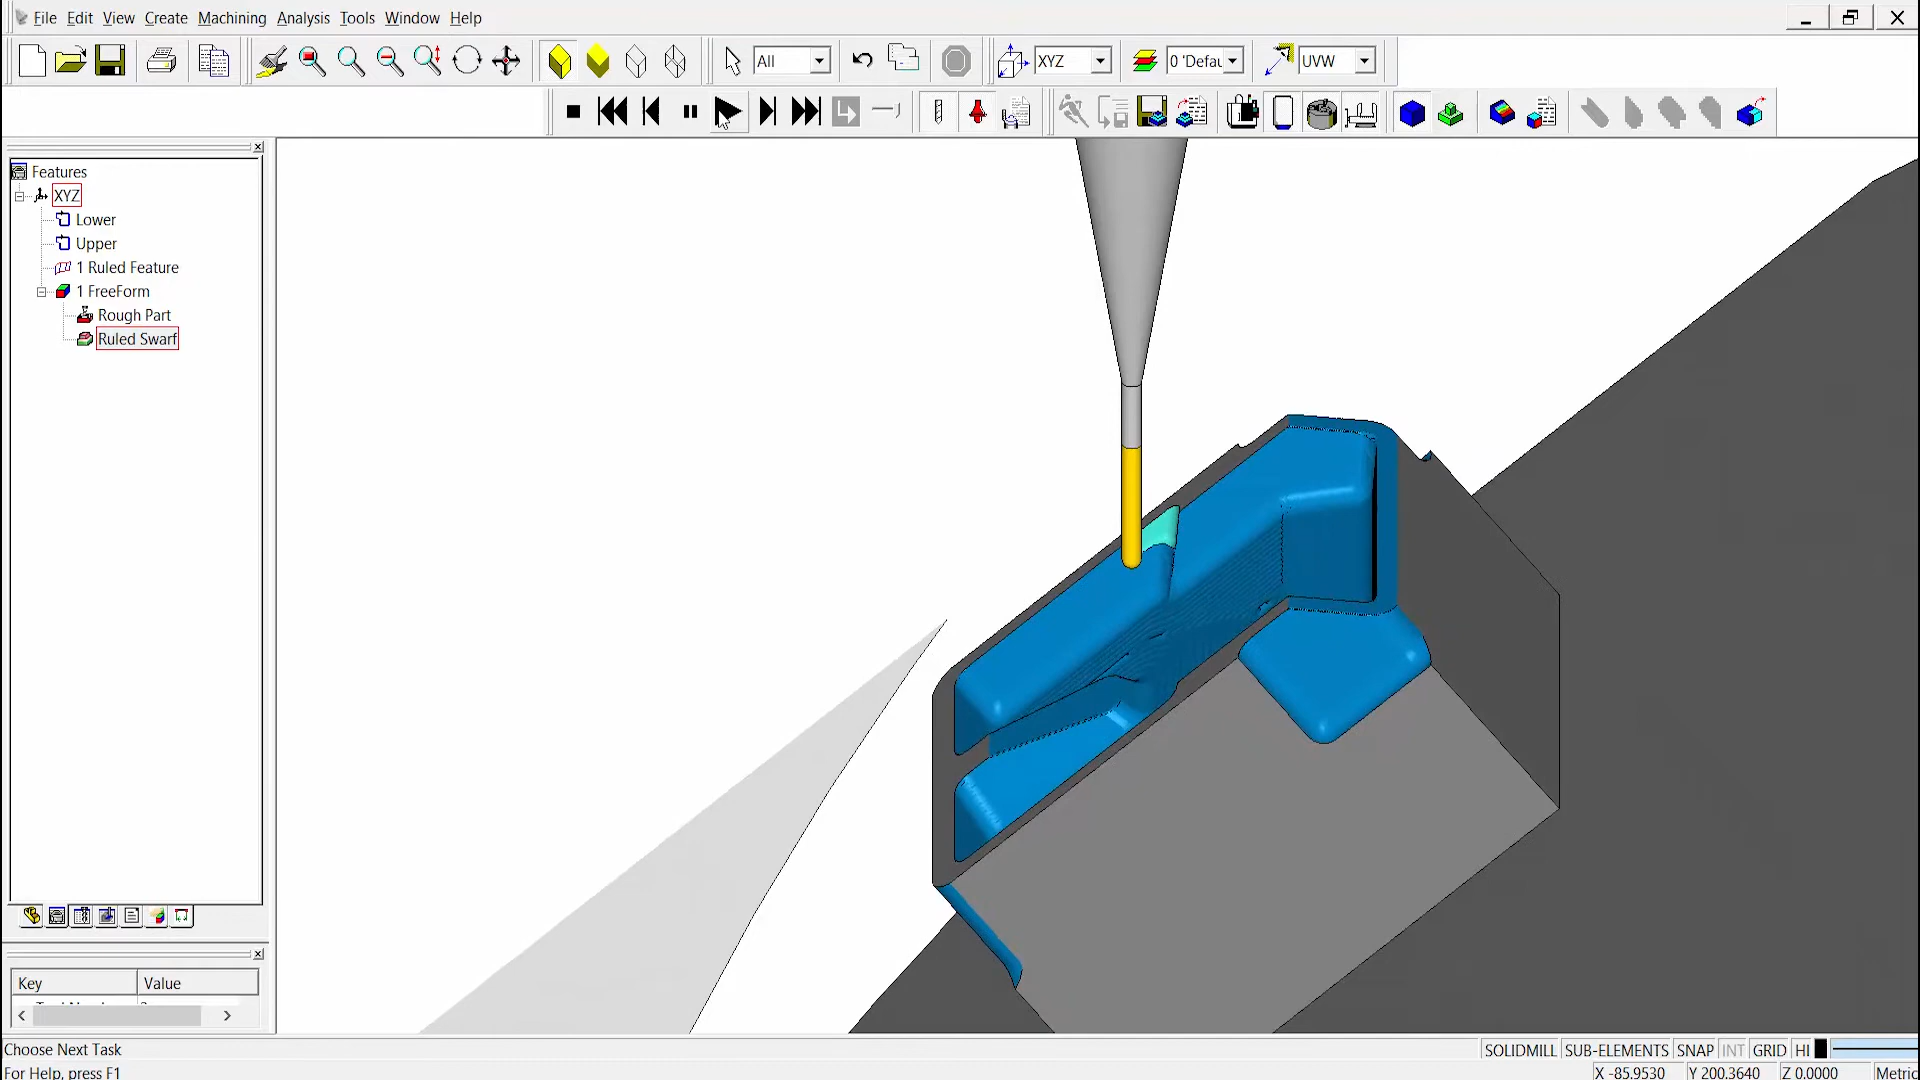 File Edit View Create Machining Analysis Tools Window Help
All XYZ 0 'Defau UVW
Features
XYZ
Lower
Upper
1 Ruled Feature
1 FreeForm
Rough Part
Ruled Swarf
Key Value
Choose Next Task SOLIDMILL SUB-ELEMENTS SNAP INT GRID HI
For Help, press F1 X -85.9530 Y 200.3640 Z 0.0000 Metric